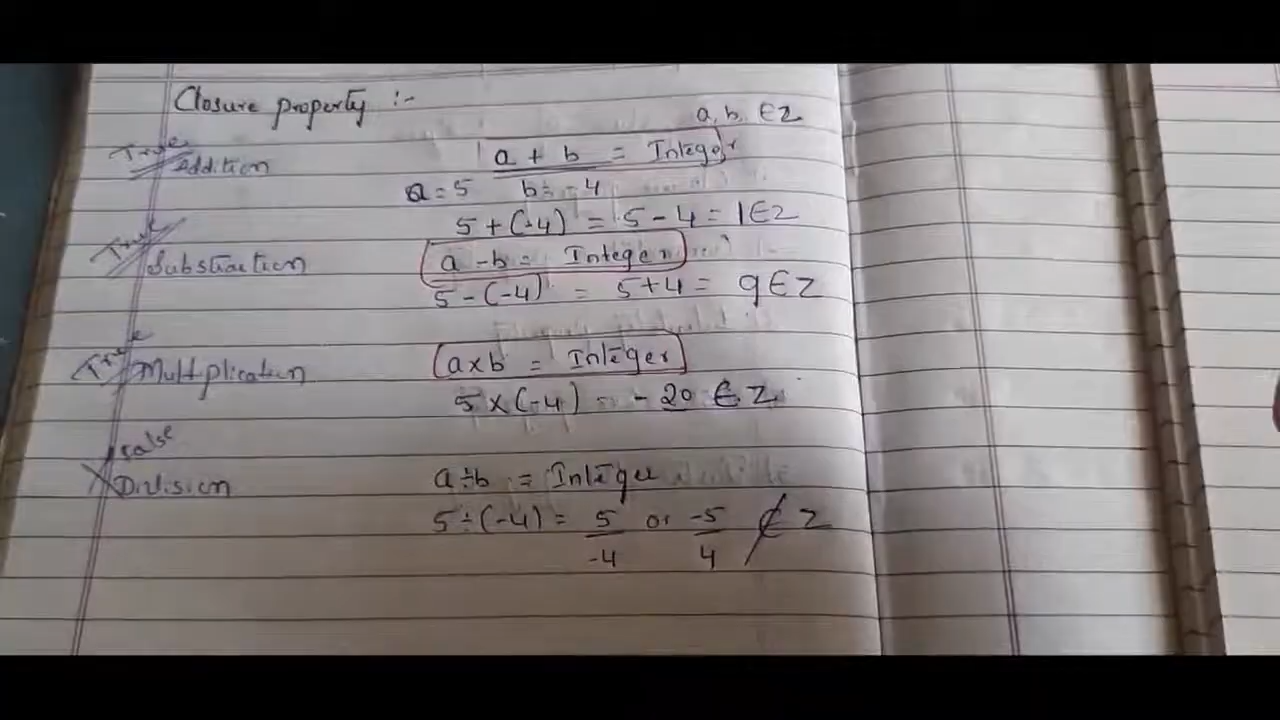 Closure property :-
a, b, ∈ Z
True
Addition a + b = Integer
a = 5 b = -4
5 + (-4) = 5 - 4 = 1 ∈ Z
True
Substraction a - b = Integer
5 - (-4) = 5 + 4 = 9 ∈ Z
True
Multiplication a x b = Integer
5 x (-4) = - 20 ∈ Z
False
Division a ÷ b = Integer
5 ÷ (-4) = 5/-4 or -5/4 ∉ Z